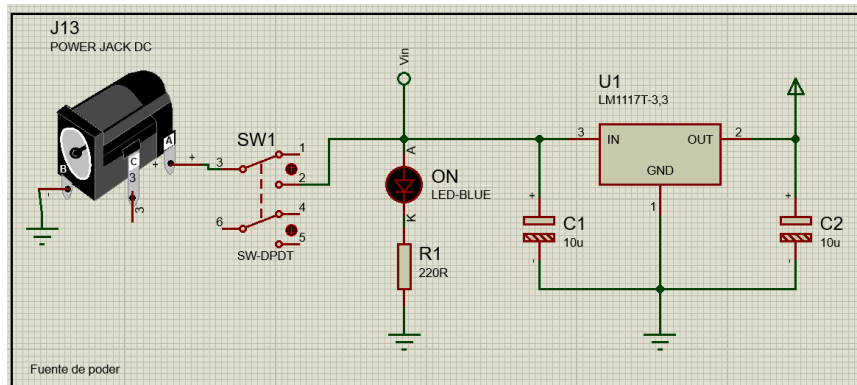 J13
POWER JACK DC
A
B
C
3
3
+
+
-
SW1
3
1
2
6
4
5
SW-DPDT
Vin
A
ON
LED-BLUE
K
R1
220R
U1
LM1117T-3,3
3
IN
OUT
2
GND
1
+
C1
10u
-
+
C2
10u
-
Fuente de poder